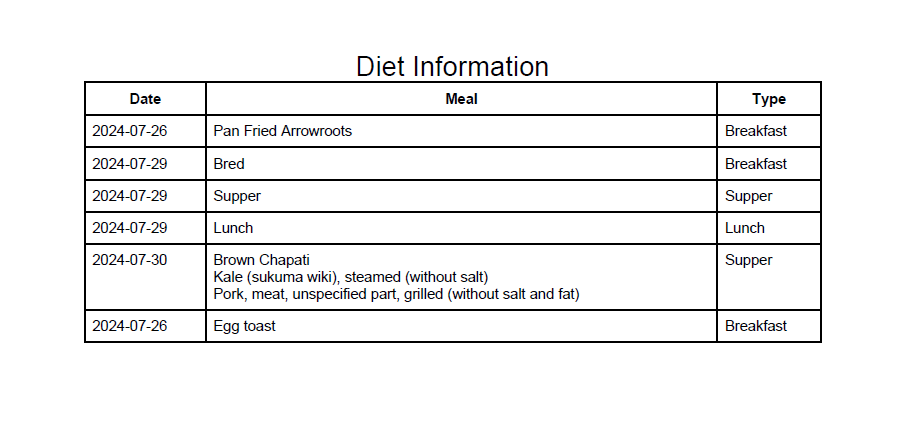 Diet Information
Date Meal Type
2024-07-26 Pan Fried Arrowroots Breakfast
2024-07-29 Bred Breakfast
2024-07-29 Supper Supper
2024-07-29 Lunch Lunch
2024-07-30 Brown Chapati Supper
Kale (sukuma wiki), steamed (without salt)
Pork, meat, unspecified part, grilled (without salt and fat)
2024-07-26 Egg toast Breakfast